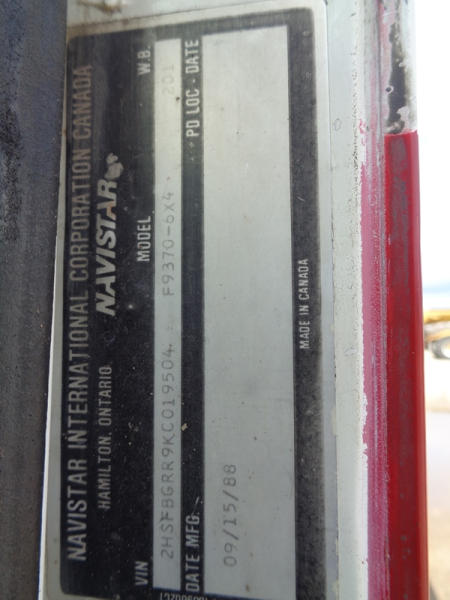 NAVISTAR INTERNATIONAL CORPORATION CANADA
HAMILTON, ONTARIO.
NAVISTAR
VIN MODEL W.B.
2HSFBGRR9KC019504 F9370-6X4 201
DATE MFG. PD LOC - DATE
09/15/88
MADE IN CANADA